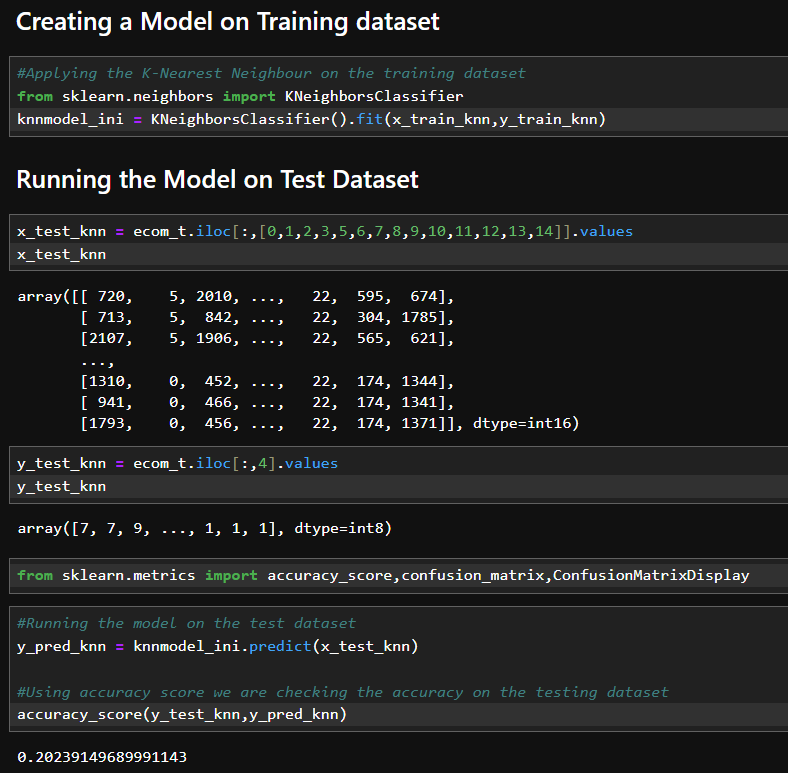 Creating a Model on Training dataset
#Applying the K-Nearest Neighbour on the training dataset
from sklearn.neighbors import KNeighborsClassifier
knnmodel_ini = KNeighborsClassifier().fit(x_train_knn,y_train_knn)
Running the Model on Test Dataset
x_test_knn = ecom_t.iloc[:,[0,1,2,3,5,6,7,8,9,10,11,12,13,14]].values
x_test_knn
array([[ 720,    5, 2010, ...,   22,  595,  674],
       [ 713,    5,  842, ...,   22,  304, 1785],
       [2107,    5, 1906, ...,   22,  565,  621],
       ...,
       [1310,    0,  452, ...,   22,  174, 1344],
       [ 941,    0,  466, ...,   22,  174, 1341],
       [1793,    0,  456, ...,   22,  174, 1371]], dtype=int16)
y_test_knn = ecom_t.iloc[:,4].values
y_test_knn
array([7, 7, 9, ..., 1, 1, 1], dtype=int8)
from sklearn.metrics import accuracy_score,confusion_matrix,ConfusionMatrixDisplay
#Running the model on the test dataset
y_pred_knn = knnmodel_ini.predict(x_test_knn)
#Using accuracy score we are checking the accuracy on the testing dataset
accuracy_score(y_test_knn,y_pred_knn)
0.20239149689991143